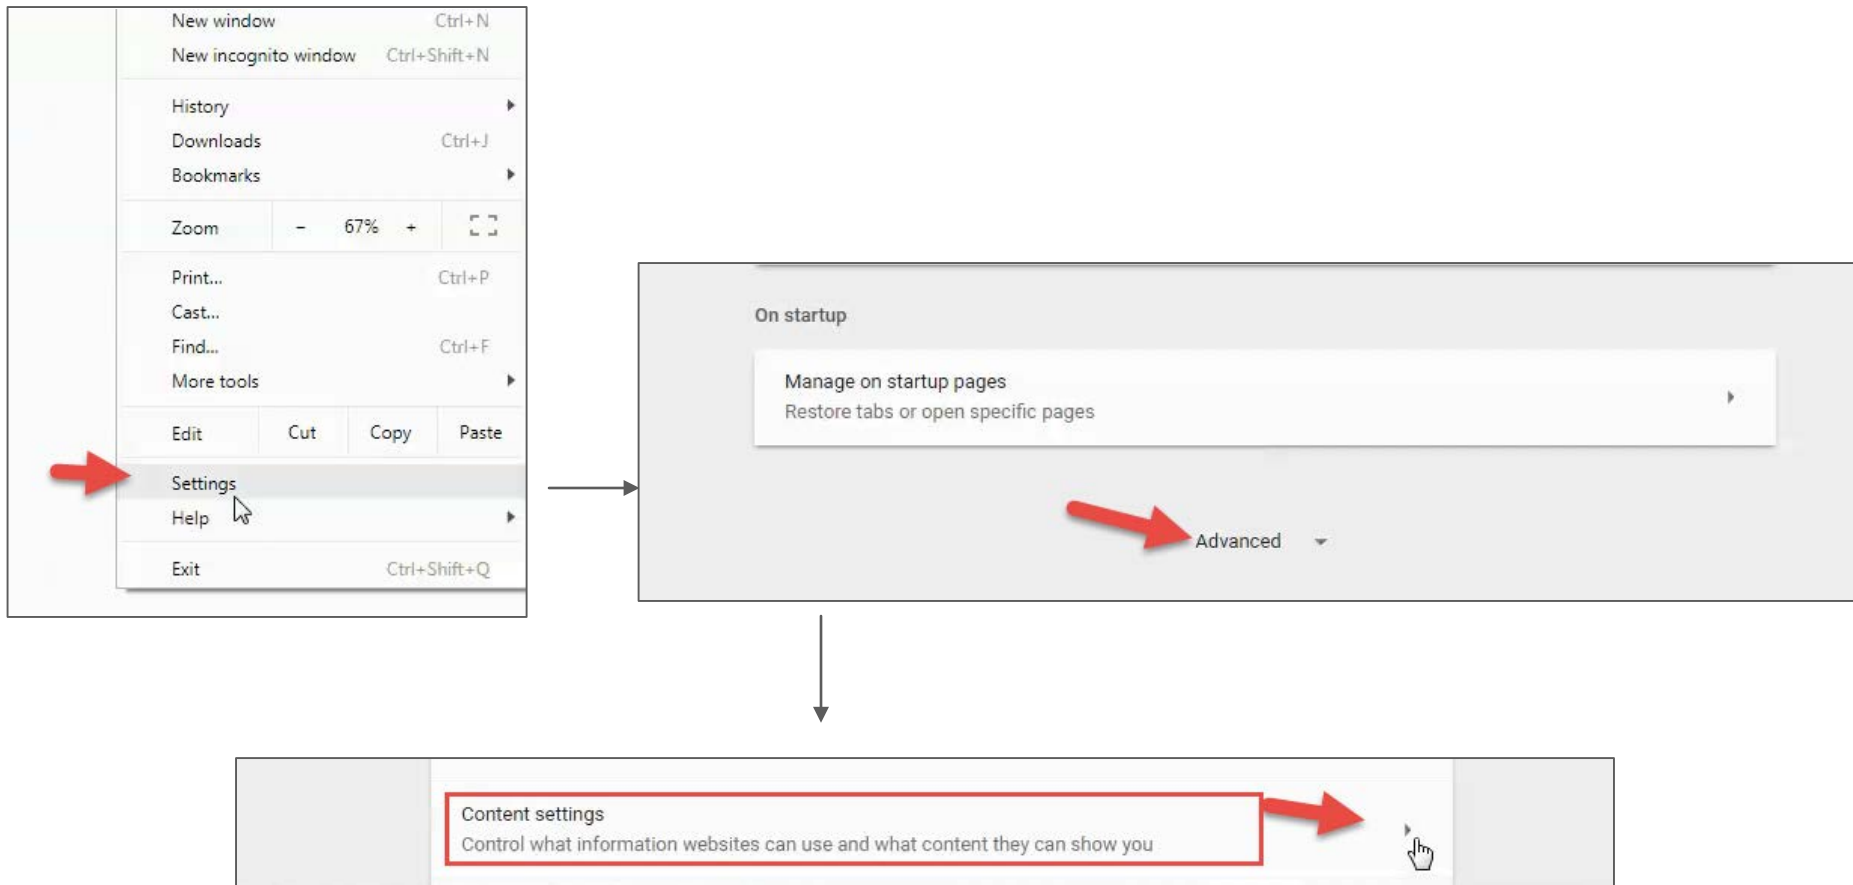 New window Ctrl+N
New incognito window Ctrl+Shift+N
History
Downloads Ctrl+J
Bookmarks
Zoom - 67% +
Print... Ctrl+P
Cast...
Find... Ctrl+F
More tools
Edit Cut Copy Paste
Settings
Help
Exit Ctrl+Shift+Q
On startup
Manage on startup pages
Restore tabs or open specific pages
Advanced
Content settings
Control what information websites can use and what content they can show you